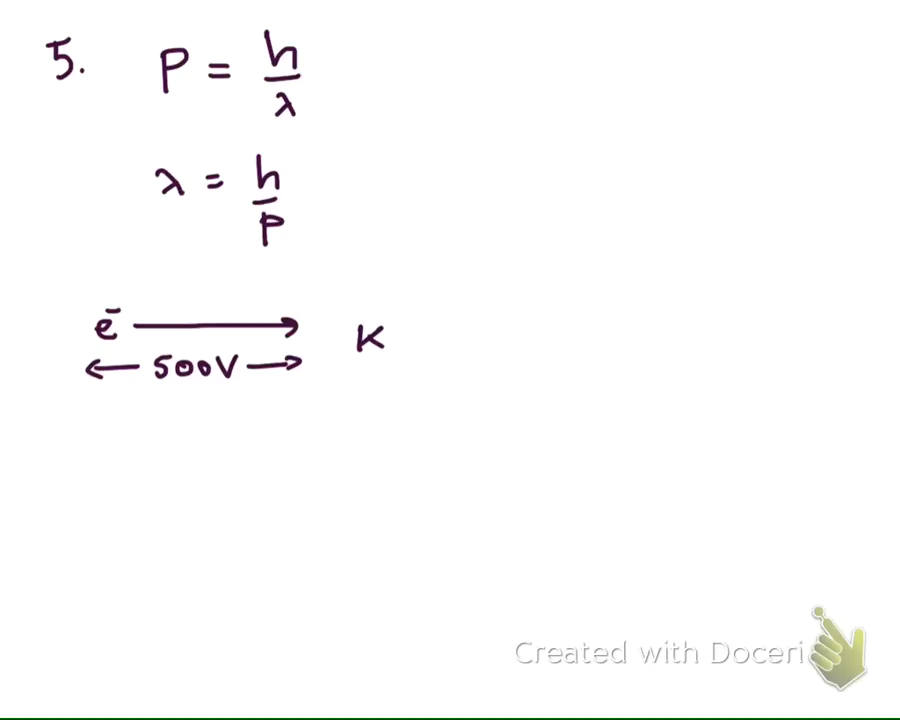 5. P = h/λ
λ = h/p
e⁻ ⟶ K
← 500V →
Created with Doceri